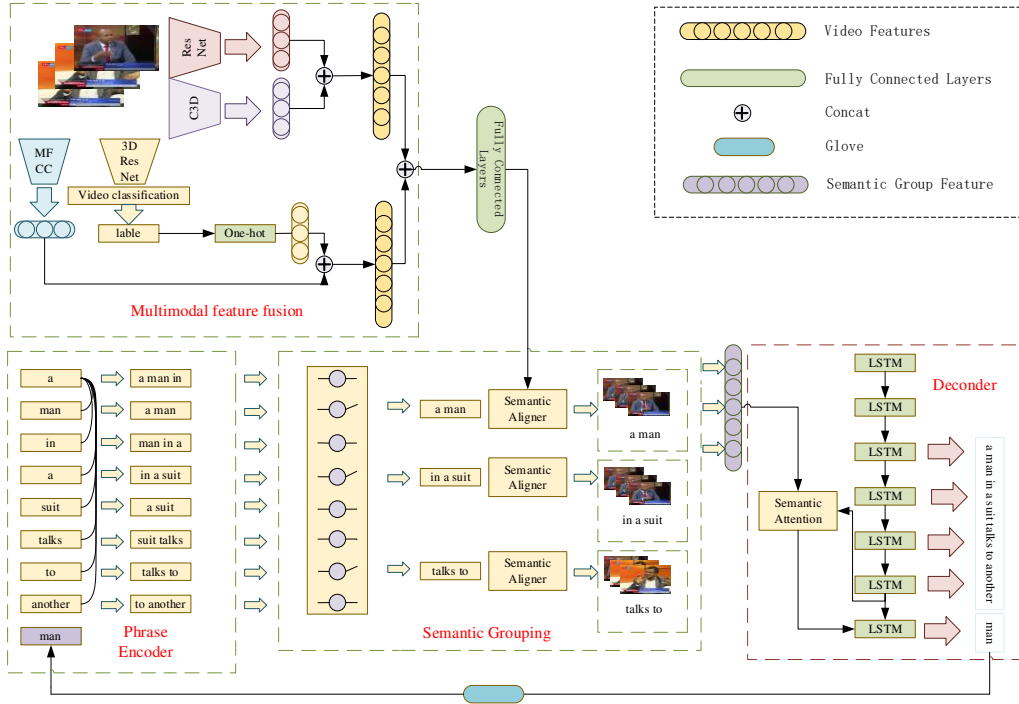 Res
Net
C3D
MF
CC
3D
Res
Net
Video classification
lable
One-hot
Multimodal feature fusion
Fully Connected
Layers
Video Features
Fully Connected Layers
Concat
Glove
Semantic Group Feature
a
a man in
man
a man
in
man in a
a
in a suit
suit
a suit
talks
suit talks
to
talks to
another
to another
man
Phrase
Encoder
a man
Semantic
Aligner
a man
in a suit
Semantic
Aligner
in a suit
talks to
Semantic
Aligner
talks to
Semantic Grouping
Deconder
LSTM
LSTM
LSTM
LSTM
LSTM
LSTM
LSTM
Semantic
Attention
a man in a suit talks to another
man